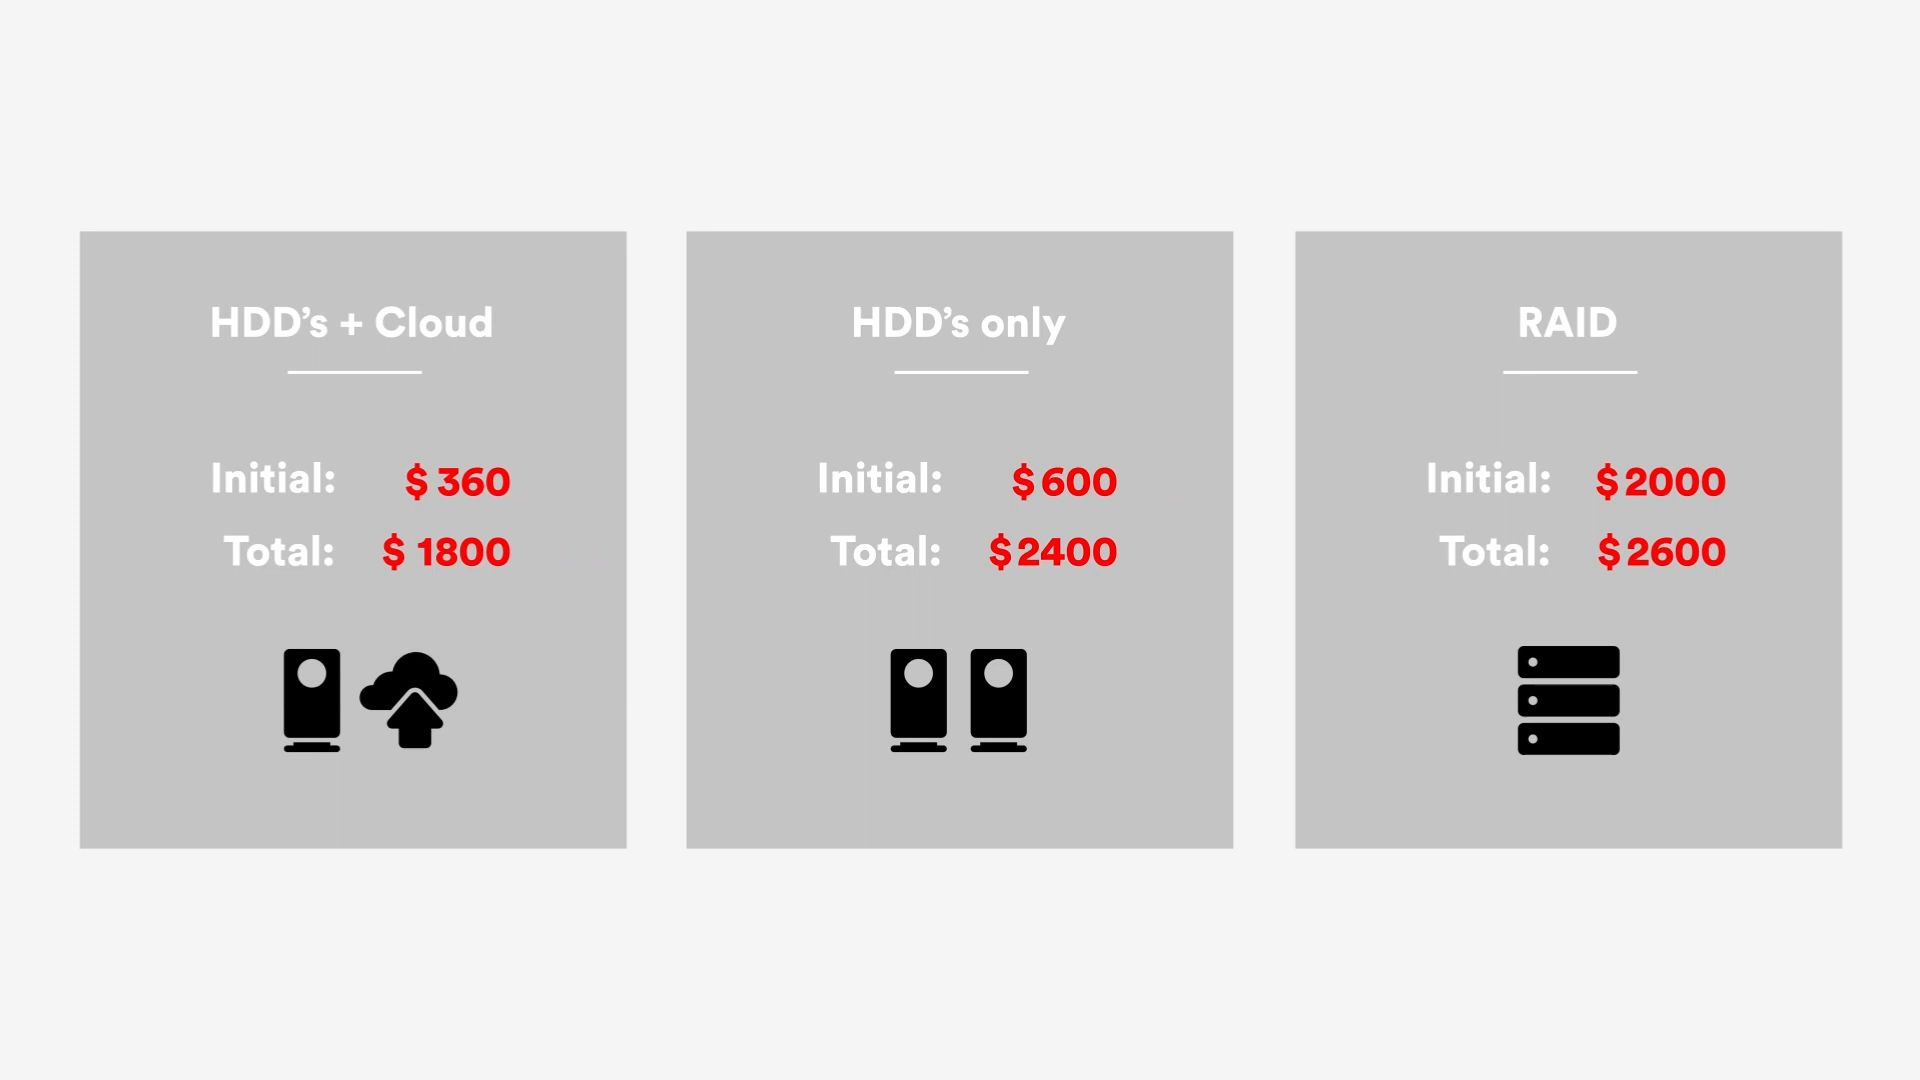 HDD’s + Cloud
Initial: $ 360
Total: $ 1800
HDD’s only
Initial: $ 600
Total: $ 2400
RAID
Initial: $ 2000
Total: $ 2600